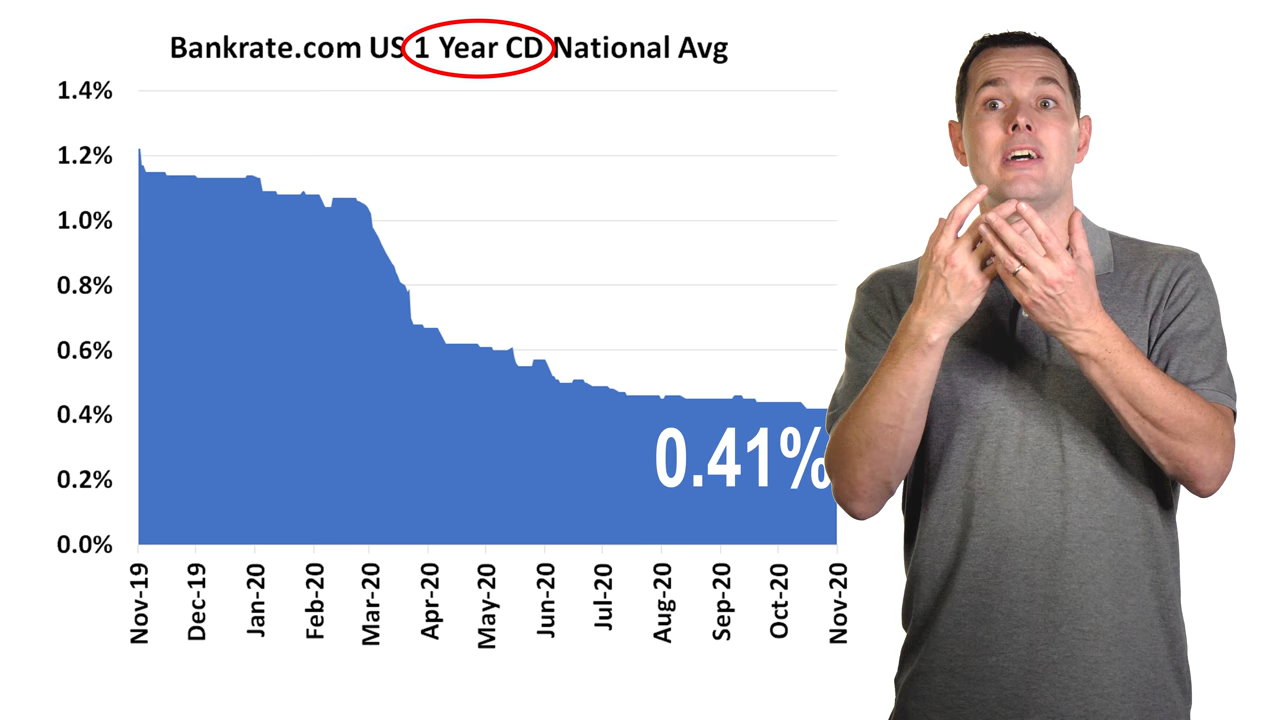 Bankrate.com US 1 Year CD National Avg
1.4%
1.2%
1.0%
0.8%
0.6%
0.4%
0.2%
0.0%
0.41%
Nov-19
Dec-19
Jan-20
Feb-20
Mar-20
Apr-20
May-20
Jun-20
Jul-20
Aug-20
Sep-20
Oct-20
Nov-20